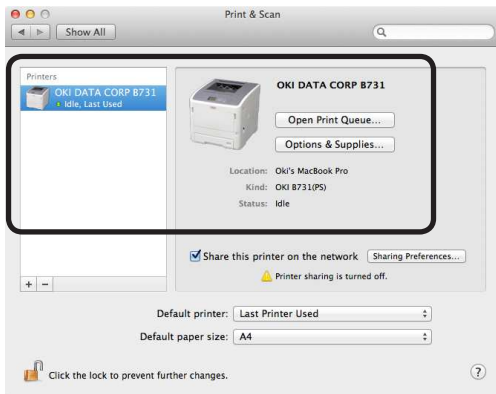 Print & Scan
Show All
Printers
OKI DATA CORP B731
Idle, Last Used
OKI DATA CORP B731
Open Print Queue...
Options & Supplies...
Location: Oki's MacBook Pro
Kind: OKI B731(PS)
Status: Idle
Share this printer on the network Sharing Preferences...
Printer sharing is turned off.
+ −
Default printer: Last Printer Used
Default paper size: A4
Click the lock to prevent further changes.
?